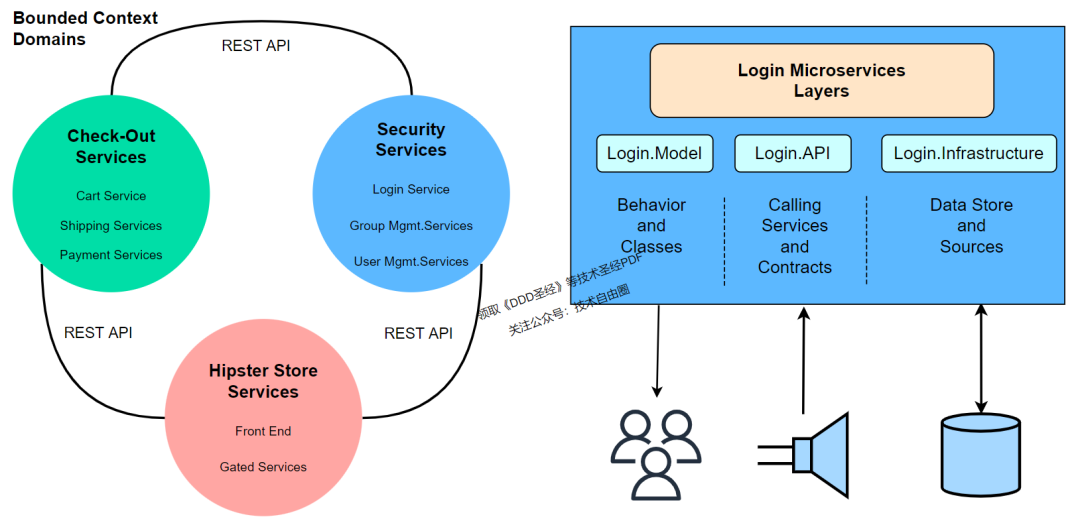 Bounded Context
Domains
REST API
Check-Out
Services
Cart Service
Shipping Services
Payment Services
Security
Services
Login Service
Group Mgmt.Services
User Mgmt.Services
REST API
REST API
Hipster Store
Services
Front End
Gated Services
领取《DDD圣经》等技术圣经PDF
关注公众号：技术自由圈
Login Microservices
Layers
Login.Model
Login.API
Login.Infrastructure
Behavior
and
Classes
Calling
Services
and
Contracts
Data Store
and
Sources